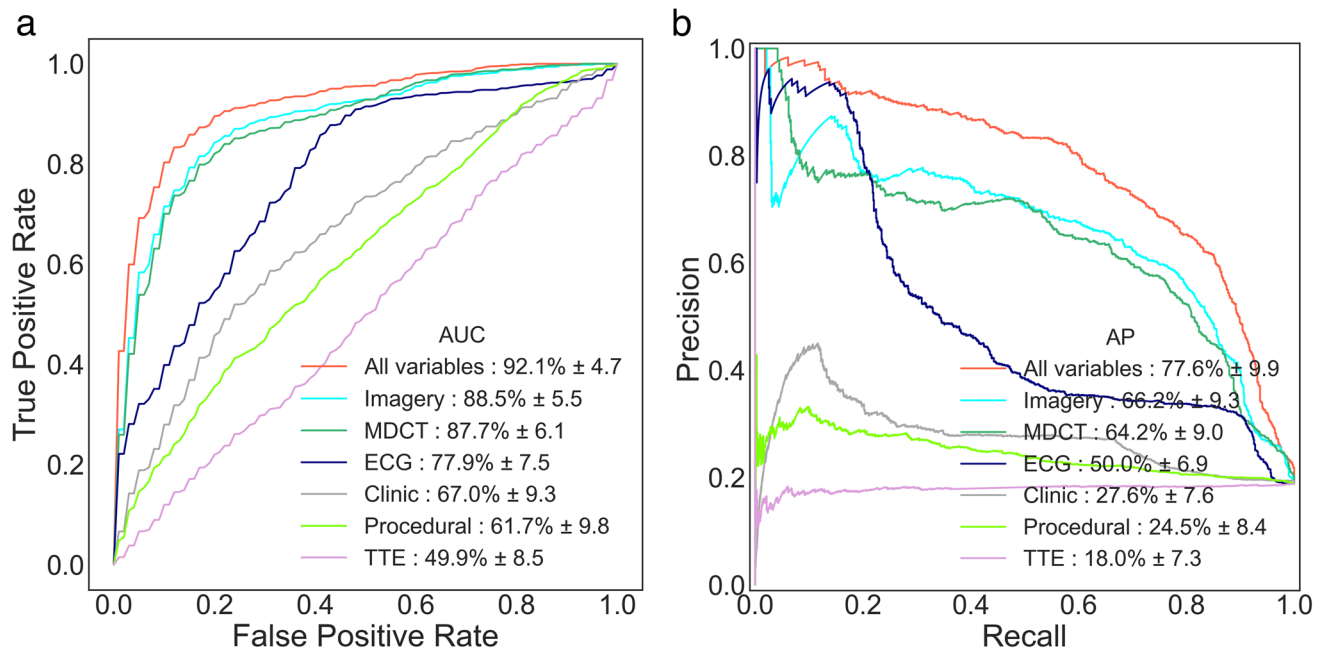 a
True Positive Rate
1.0
0.8
0.6
0.4
0.2
0.0
AUC
All variables : 92.1% ± 4.7
Imagery : 88.5% ± 5.5
MDCT : 87.7% ± 6.1
ECG : 77.9% ± 7.5
Clinic : 67.0% ± 9.3
Procedural : 61.7% ± 9.8
TTE : 49.9% ± 8.5
0.0 0.2 0.4 0.6 0.8 1.0
False Positive Rate
b
Precision
1.0
0.8
0.6
0.4
0.2
0.0
AP
All variables : 77.6% ± 9.9
Imagery : 66.2% ± 9.3
MDCT : 64.2% ± 9.0
ECG : 50.0% ± 6.9
Clinic : 27.6% ± 7.6
Procedural : 24.5% ± 8.4
TTE : 18.0% ± 7.3
0.0 0.2 0.4 0.6 0.8 1.0
Recall